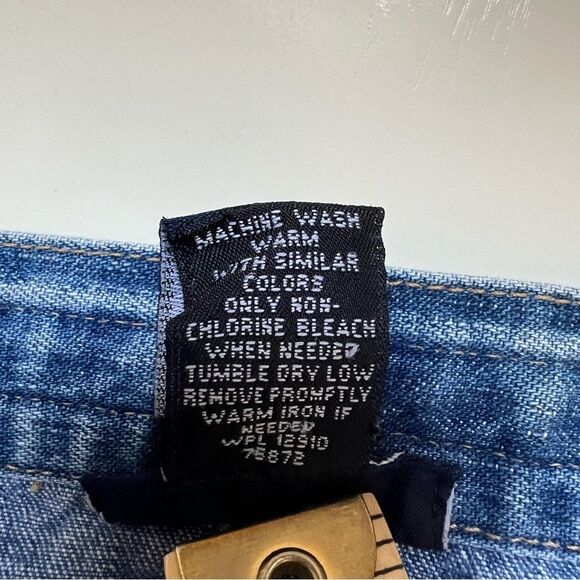 MACHINE WASH
WARM
WITH SIMILAR
COLORS
ONLY NON-
CHLORINE BLEACH
WHEN NEEDED
TUMBLE DRY LOW
REMOVE PROMPTLY
WARM IRON IF
NEEDED
WPL 12510
75872